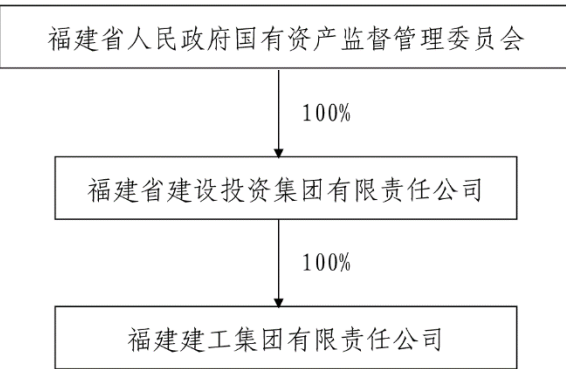 福建省人民政府国有资产监督管理委员会
100%
福建省建设投资集团有限责任公司
100%
福建建工集团有限责任公司